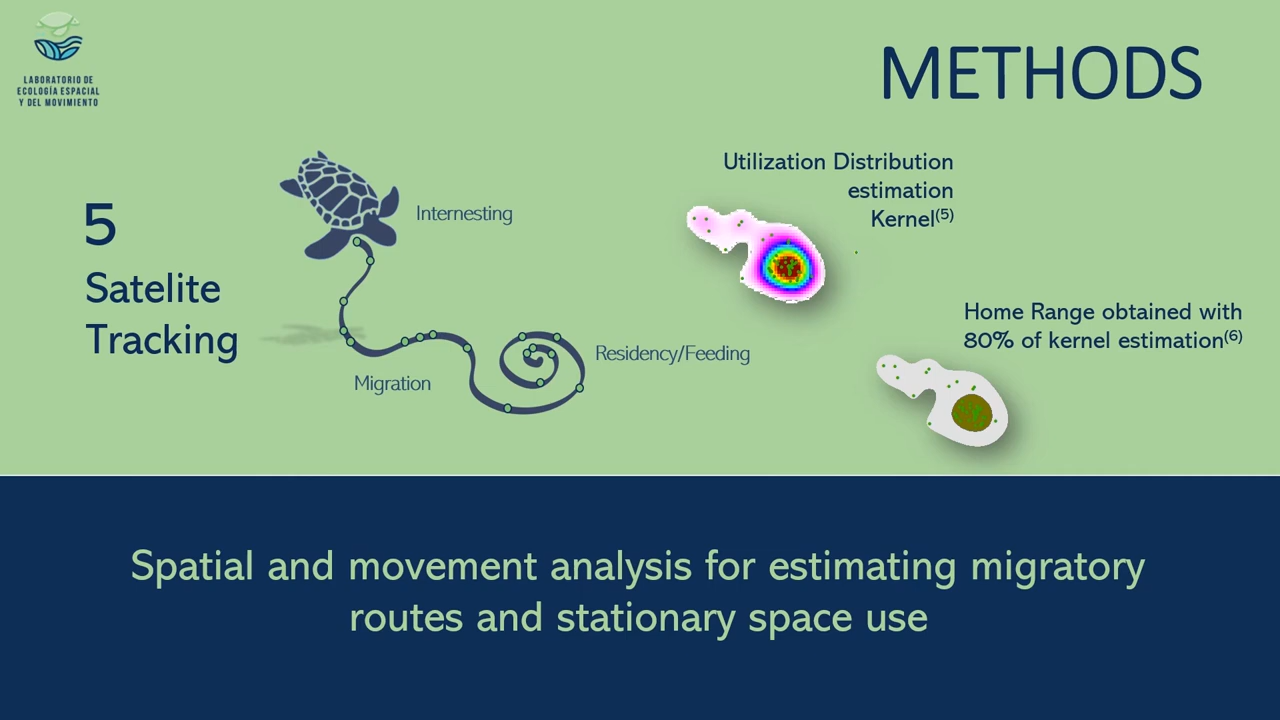 LABORATORIO DE
ECOLOGÍA ESPACIAL
Y DEL MOVIMIENTO
METHODS
5
Satelite
Tracking
Internesting
Migration
Residency/Feeding
Utilization Distribution
estimation
Kernel(5)
Home Range obtained with
80% of kernel estimation(6)
Spatial and movement analysis for estimating migratory
routes and stationary space use